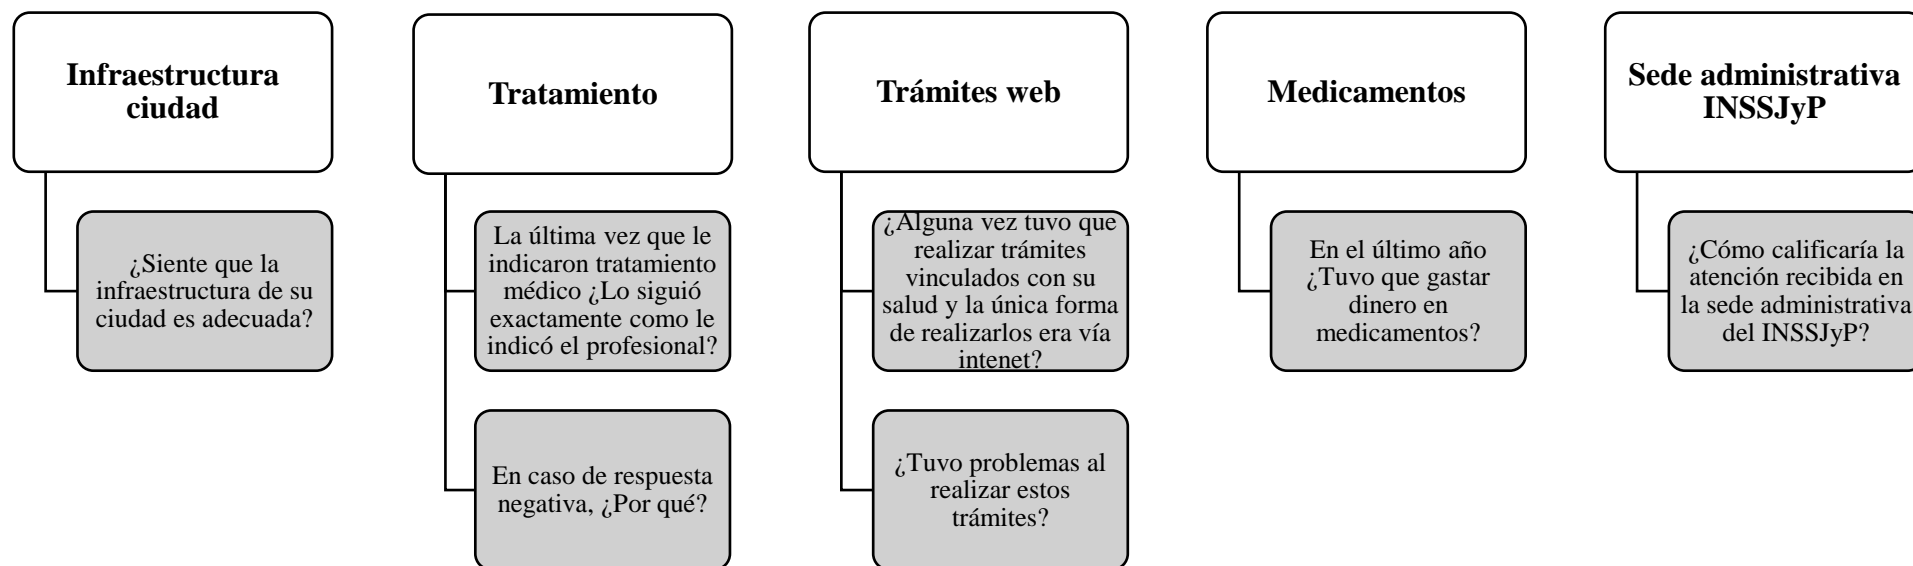 Infraestructura
ciudad
¿Siente que la
infraestructura de su
ciudad es adecuada?
Tratamiento
La última vez que le
indicaron tratamiento
médico ¿Lo siguió
exactamente como le
indicó el profesional?
En caso de respuesta
negativa, ¿Por qué?
Trámites web
¿Alguna vez tuvo que
realizar trámites
vinculados con su
salud y la única forma
de realizarlos era vía
intenet?
¿Tuvo problemas al
realizar estos
trámites?
Medicamentos
En el último año
¿Tuvo que gastar
dinero en
medicamentos?
Sede administrativa
INSSJyP
¿Cómo calificaría la
atención recibida en
la sede administrativa
del INSSJyP?